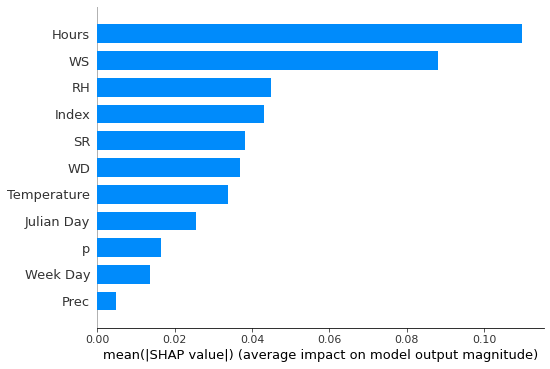 Hours
WS
RH
Index
SR
WD
Temperature
Julian Day
p
Week Day
Prec
0.00 0.02 0.04 0.06 0.08 0.10
mean(|SHAP value|) (average impact on model output magnitude)